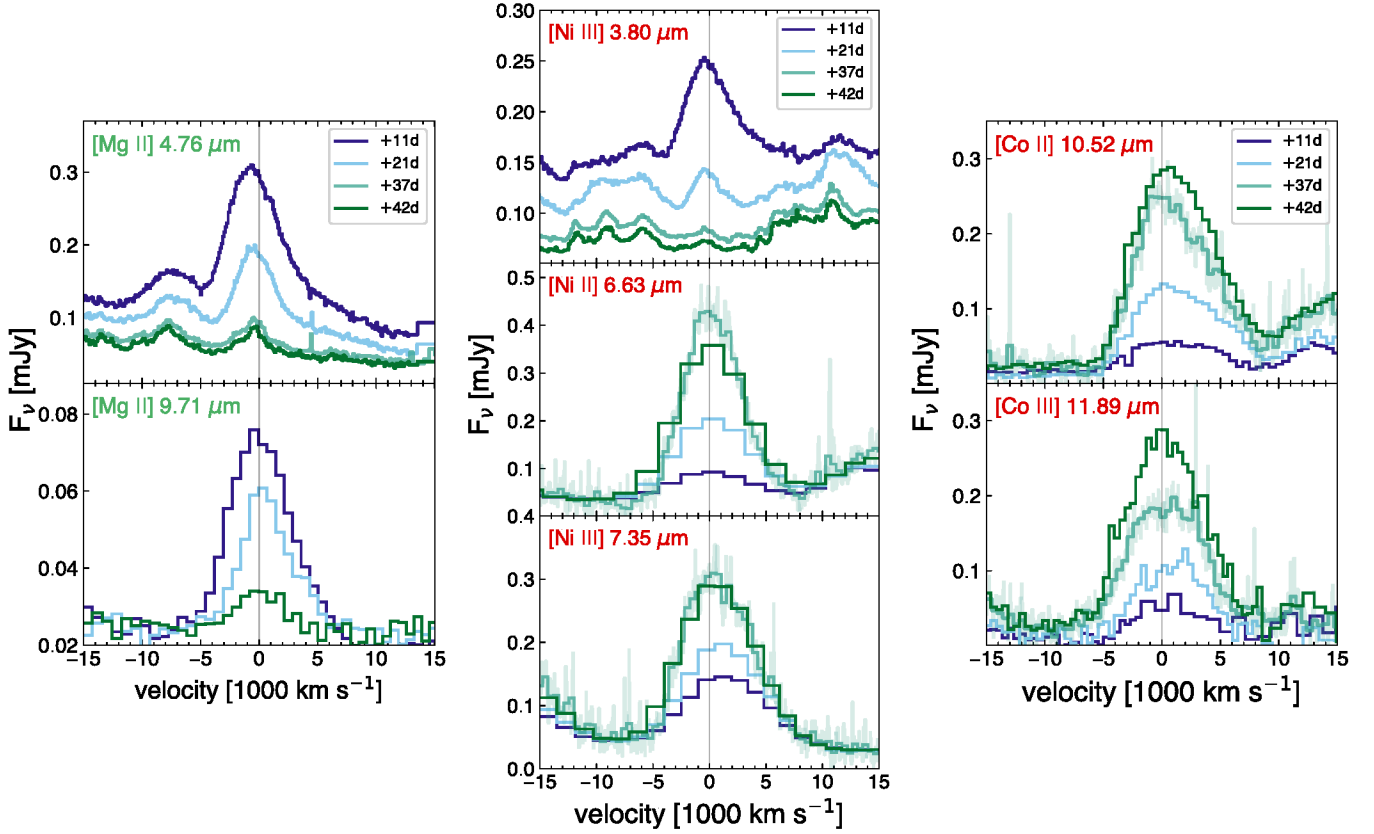 [Mg II] 4.76 μm
+11d
+21d
+37d
+42d
0.3
0.2
0.1
[Mg II] 9.71 μm
0.08
0.06
0.04
0.02
−15 −10 −5 0 5 10 15
velocity [1000 km s⁻¹]
Fν [mJy]
[Ni III] 3.80 μm
+11d
+21d
+37d
+42d
0.30
0.25
0.20
0.15
0.10
[Ni II] 6.63 μm
0.5
0.4
0.3
0.2
0.1
[Ni III] 7.35 μm
0.4
0.3
0.2
0.1
0.0
−15 −10 −5 0 5 10 15
velocity [1000 km s⁻¹]
Fν [mJy]
[Co II] 10.52 μm
+11d
+21d
+37d
+42d
0.3
0.2
0.1
[Co III] 11.89 μm
0.3
0.2
0.1
−15 −10 −5 0 5 10 15
velocity [1000 km s⁻¹]
Fν [mJy]